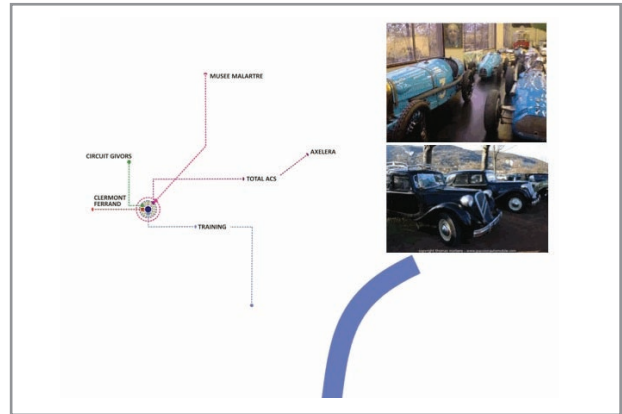 MUSEE MALARTRE
CIRCUIT GIVORS
AXELERA
TOTAL ACS
CLERMONT
FERRAND
TRAINING